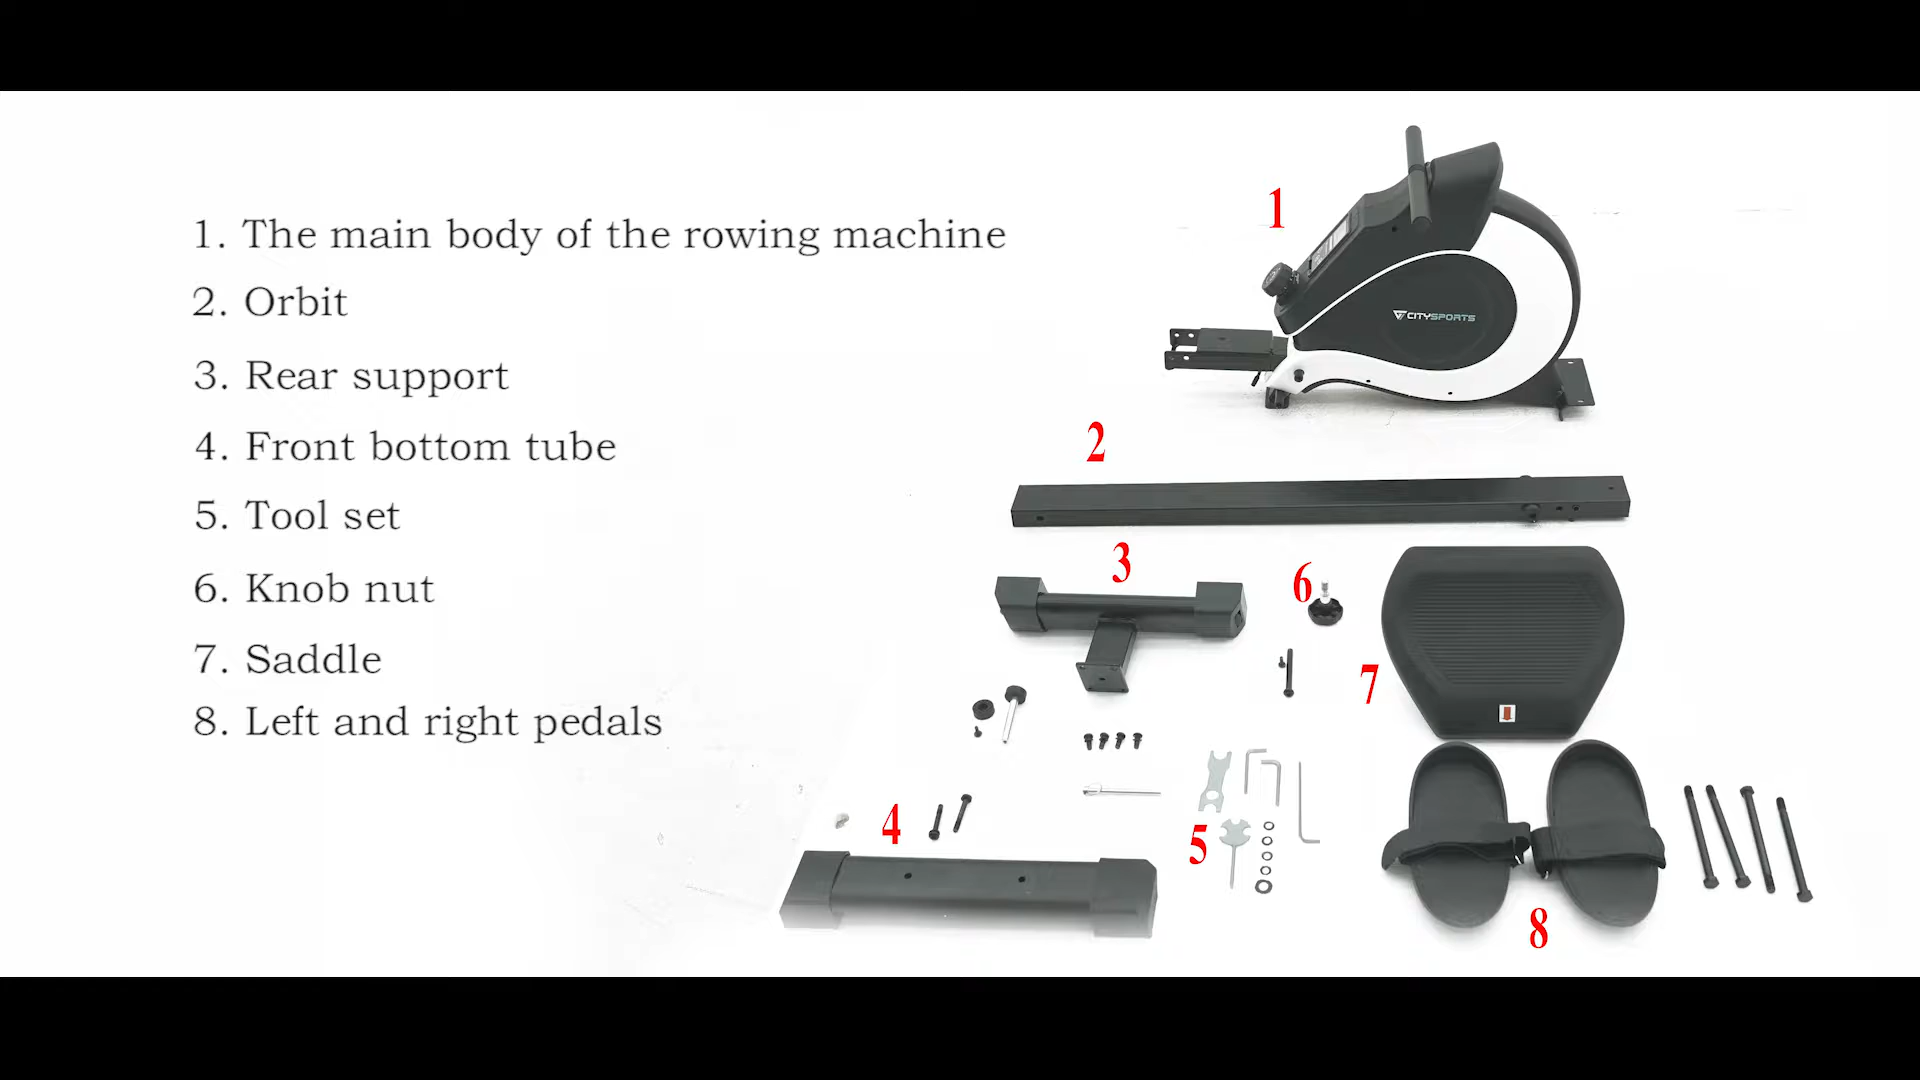 1. The main body of the rowing machine
2. Orbit
3. Rear support
4. Front bottom tube
5. Tool set
6. Knob nut
7. Saddle
8. Left and right pedals
1
CITYSPORTS
2
3
6
7
4
5
8